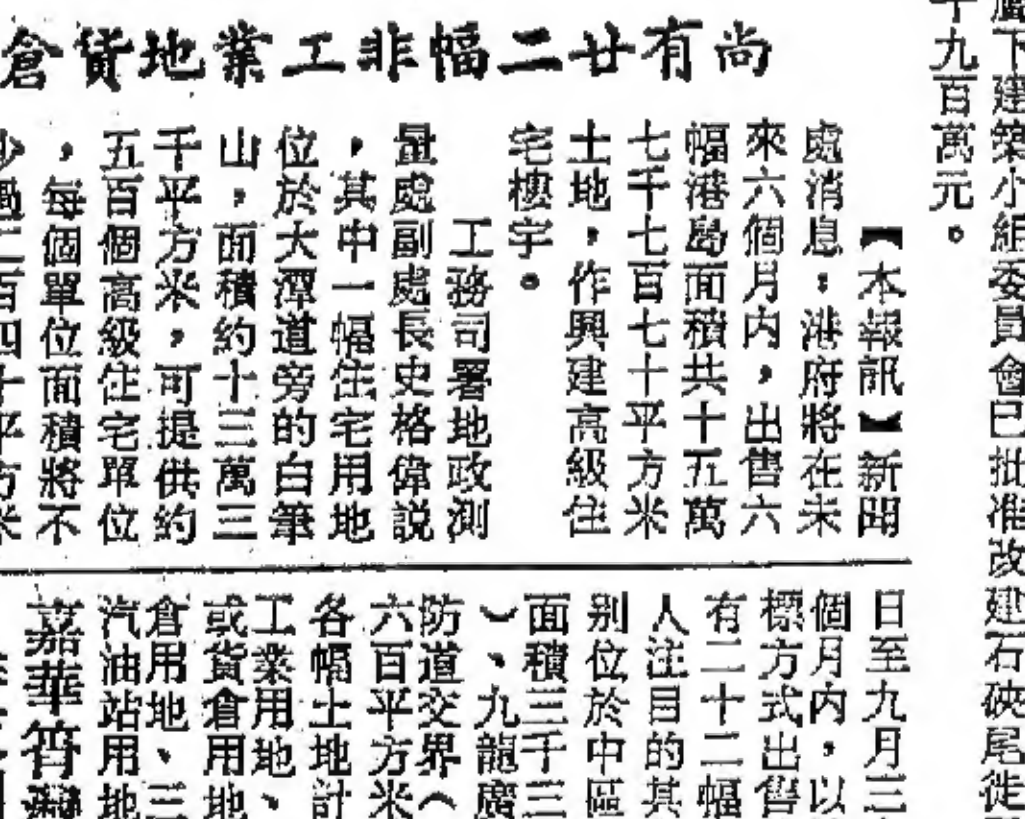 廈下建築小組委員會已批准改建石硤尾徙
十九百萬元。
尚有廿二幅非工業地貨倉
【本報訊】新聞
處消息:港府將在未
來六個月内,出售六
幅港島面積共十五萬
七千七百七十平方米
土地,作興建高級住
宅樓宇。
工務司署地政測
量處副處長史格偉説
,其中一幅住宅用地
位於大潭道旁的白筆
山,面積約十三萬三
千平方米,可提供約
五百個高級住宅單位
,每個單位面積將不
少過二百四十平方米
日至九月三
個月内,以
標方式出售
有二十二幅
人注目的其
别位於中區
面積三千三
)、九龍廣
防道交界(
六百平方米
各幅土地計
工業用地、
或貨倉用地
倉用地、三
汽油站用地
嘉華筲